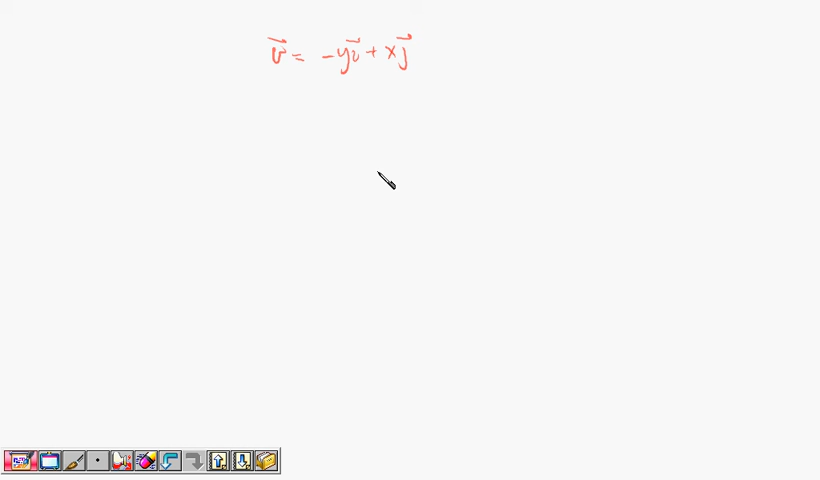 v⃗ = -yi⃗ + xj⃗